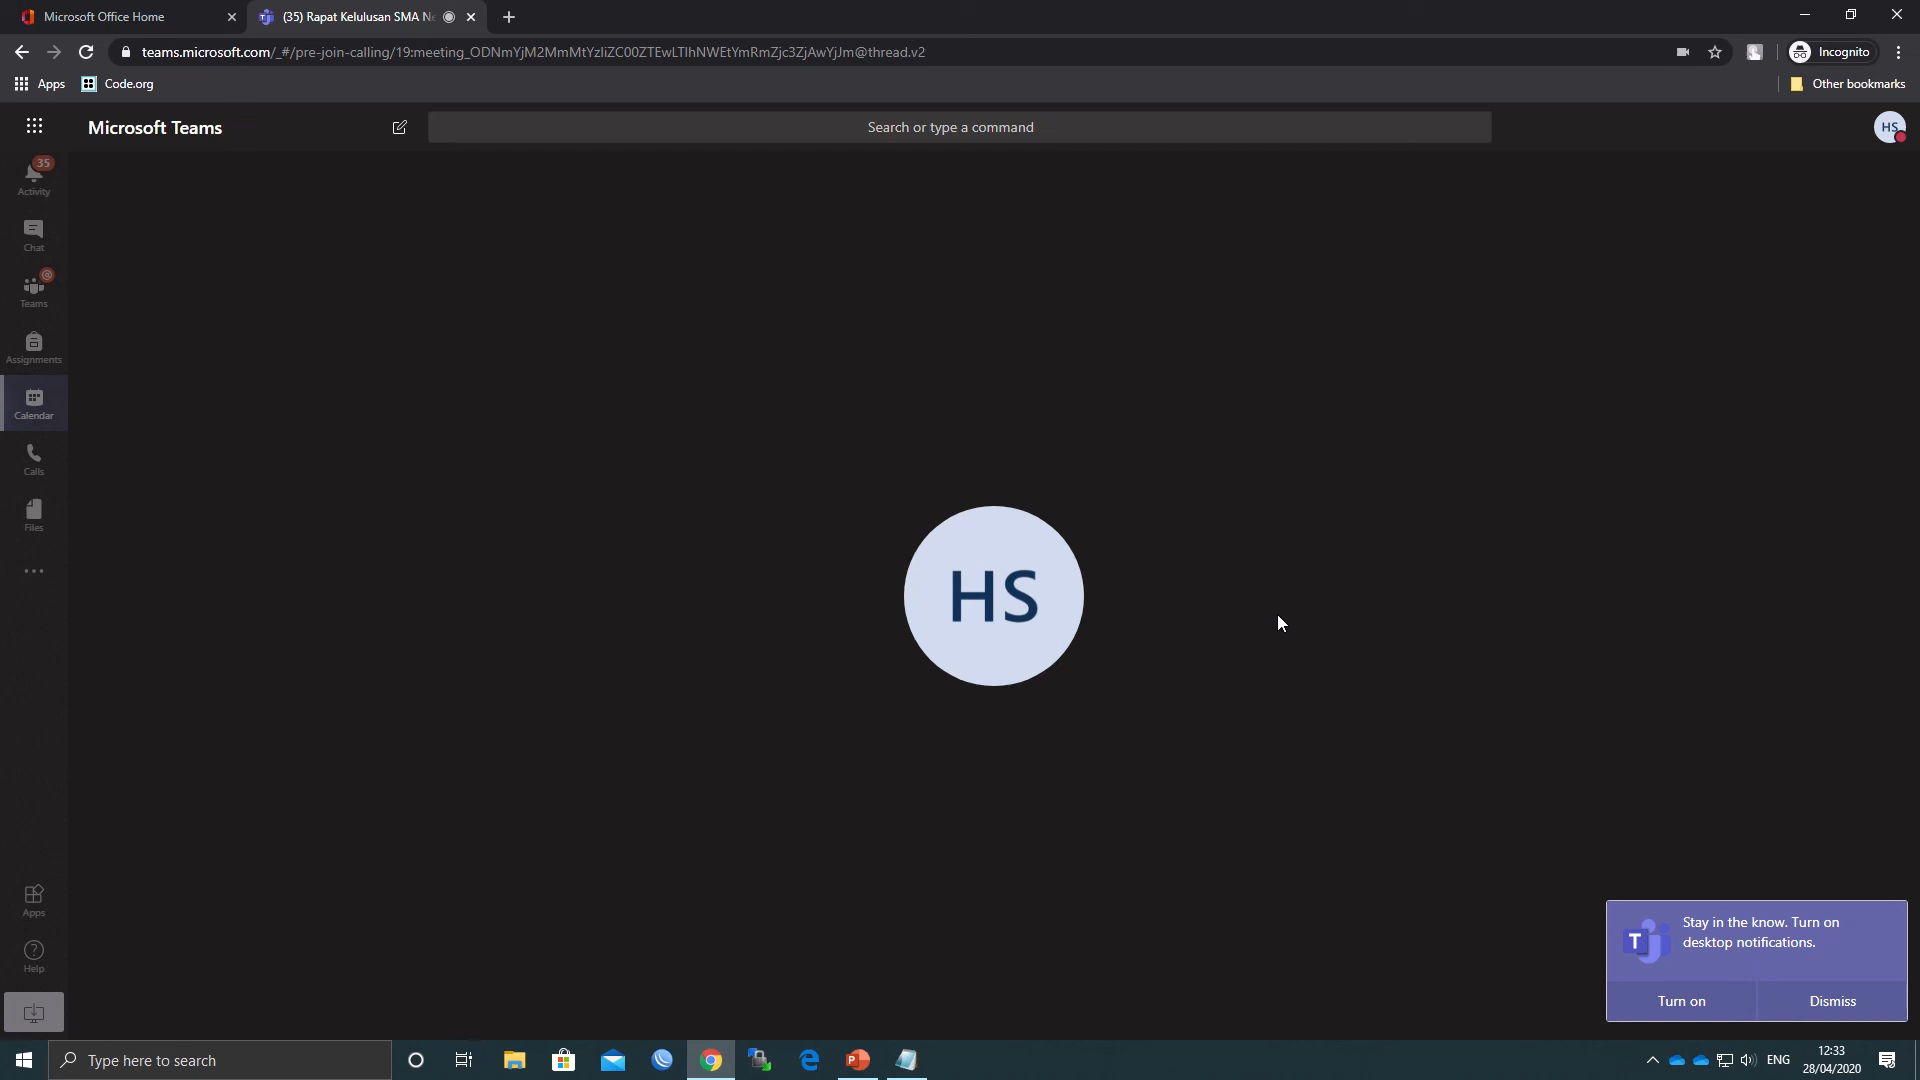 Microsoft Office Home
(35) Rapat Kelulusan SMA Ne
teams.microsoft.com/_#/pre-join-calling/19:meeting_ODNmYjM2MmMtYzliZC00ZTEwLTlhNWEtYmRmZjc3ZjAwYjJm@thread.v2
Incognito
Apps
Code.org
Other bookmarks
Microsoft Teams
Search or type a command
HS
35
Activity
Chat
@
Teams
Assignments
Calendar
Calls
Files
HS
Apps
Help
T
Stay in the know. Turn on
desktop notifications.
Turn on
Dismiss
Type here to search
ENG
12:33
28/04/2020